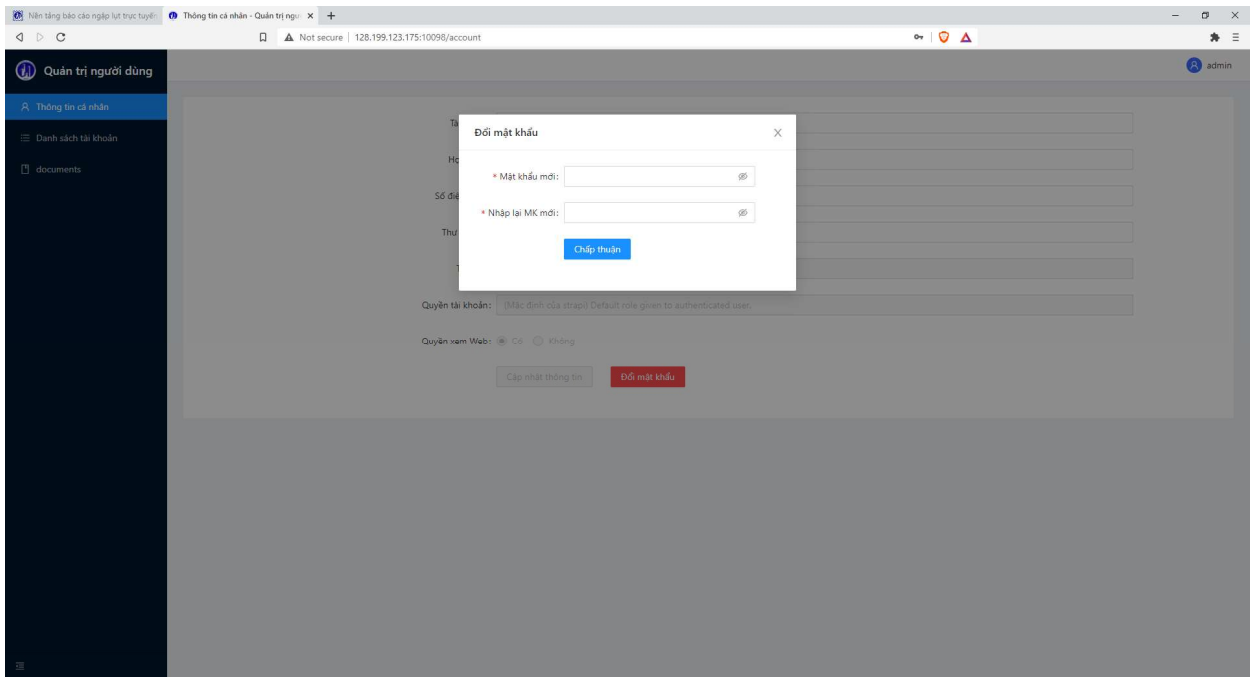 Nền tảng báo cáo ngập lụt trực tuyến
Thông tin cá nhân - Quản trị ngư
Not secure | 128.199.123.175:10098/account
Quản trị người dùng
admin
Thông tin cá nhân
Danh sách tài khoản
documents
Đổi mật khẩu
* Mật khẩu mới:
* Nhập lại MK mới:
Chấp thuận
Số điệ
Thư
Quyền tài khoản: (Mặc định của strapi) Default role given to authenticated user.
Quyền xem Web: Có Không
Cập nhật thông tin Đổi mật khẩu